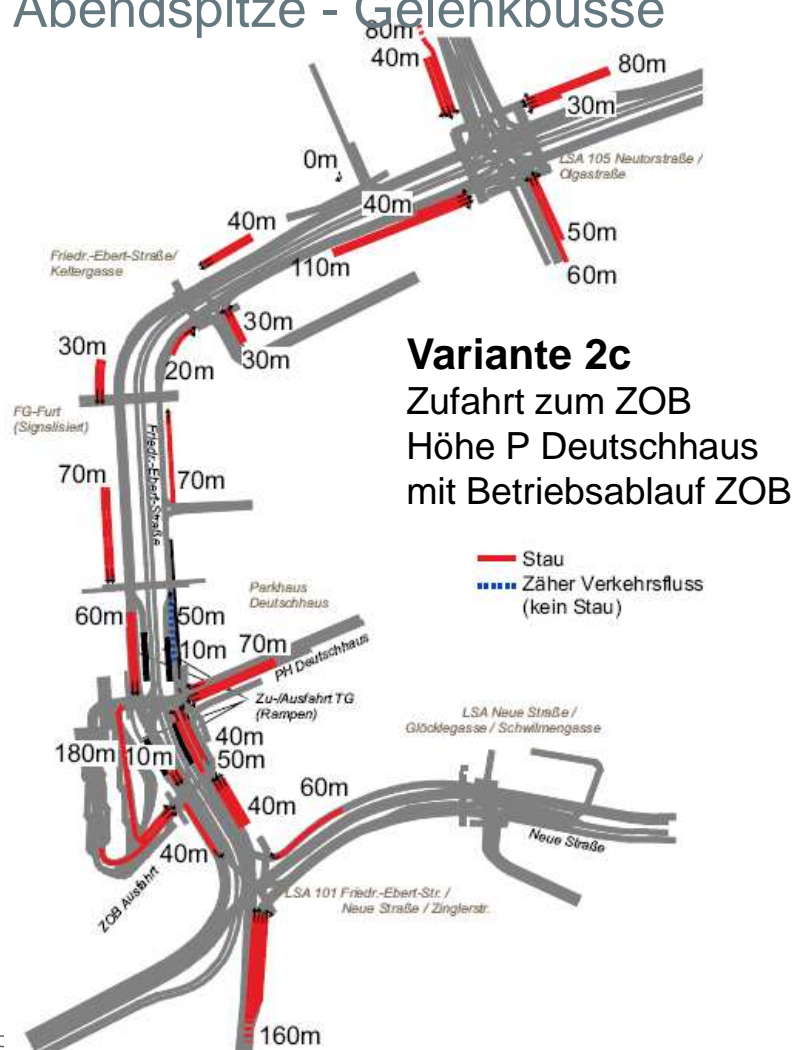 Abendspitze - Gelenkbusse
80m
40m
80m
30m
LSA 105 Neutorstraße /
Olgastraße
0m
40m
40m
50m
60m
110m
Friedr.-Ebert-Straße/
Keltergasse
30m
30m
20m
30m
FG-Furt
(Signalisiert)
Variante 2c
Zufahrt zum ZOB
Höhe P Deutschhaus
mit Betriebsablauf ZOB
Friedr.-Ebert-Straße
70m
70m
Stau
Zäher Verkehrsfluss
(kein Stau)
Parkhaus
Deutschhaus
60m
50m
10m
70m
PH Deutschhaus
Zu-/Ausfahrt TG
(Rampen)
LSA Neue Straße /
Glöcklegasse / Schwilmengasse
180m
10m
40m
50m
60m
40m
Neue Straße
40m
ZOB Ausfahrt
LSA 101 Friedr.-Ebert-Str. /
Neue Straße / Zinglerstr.
160m